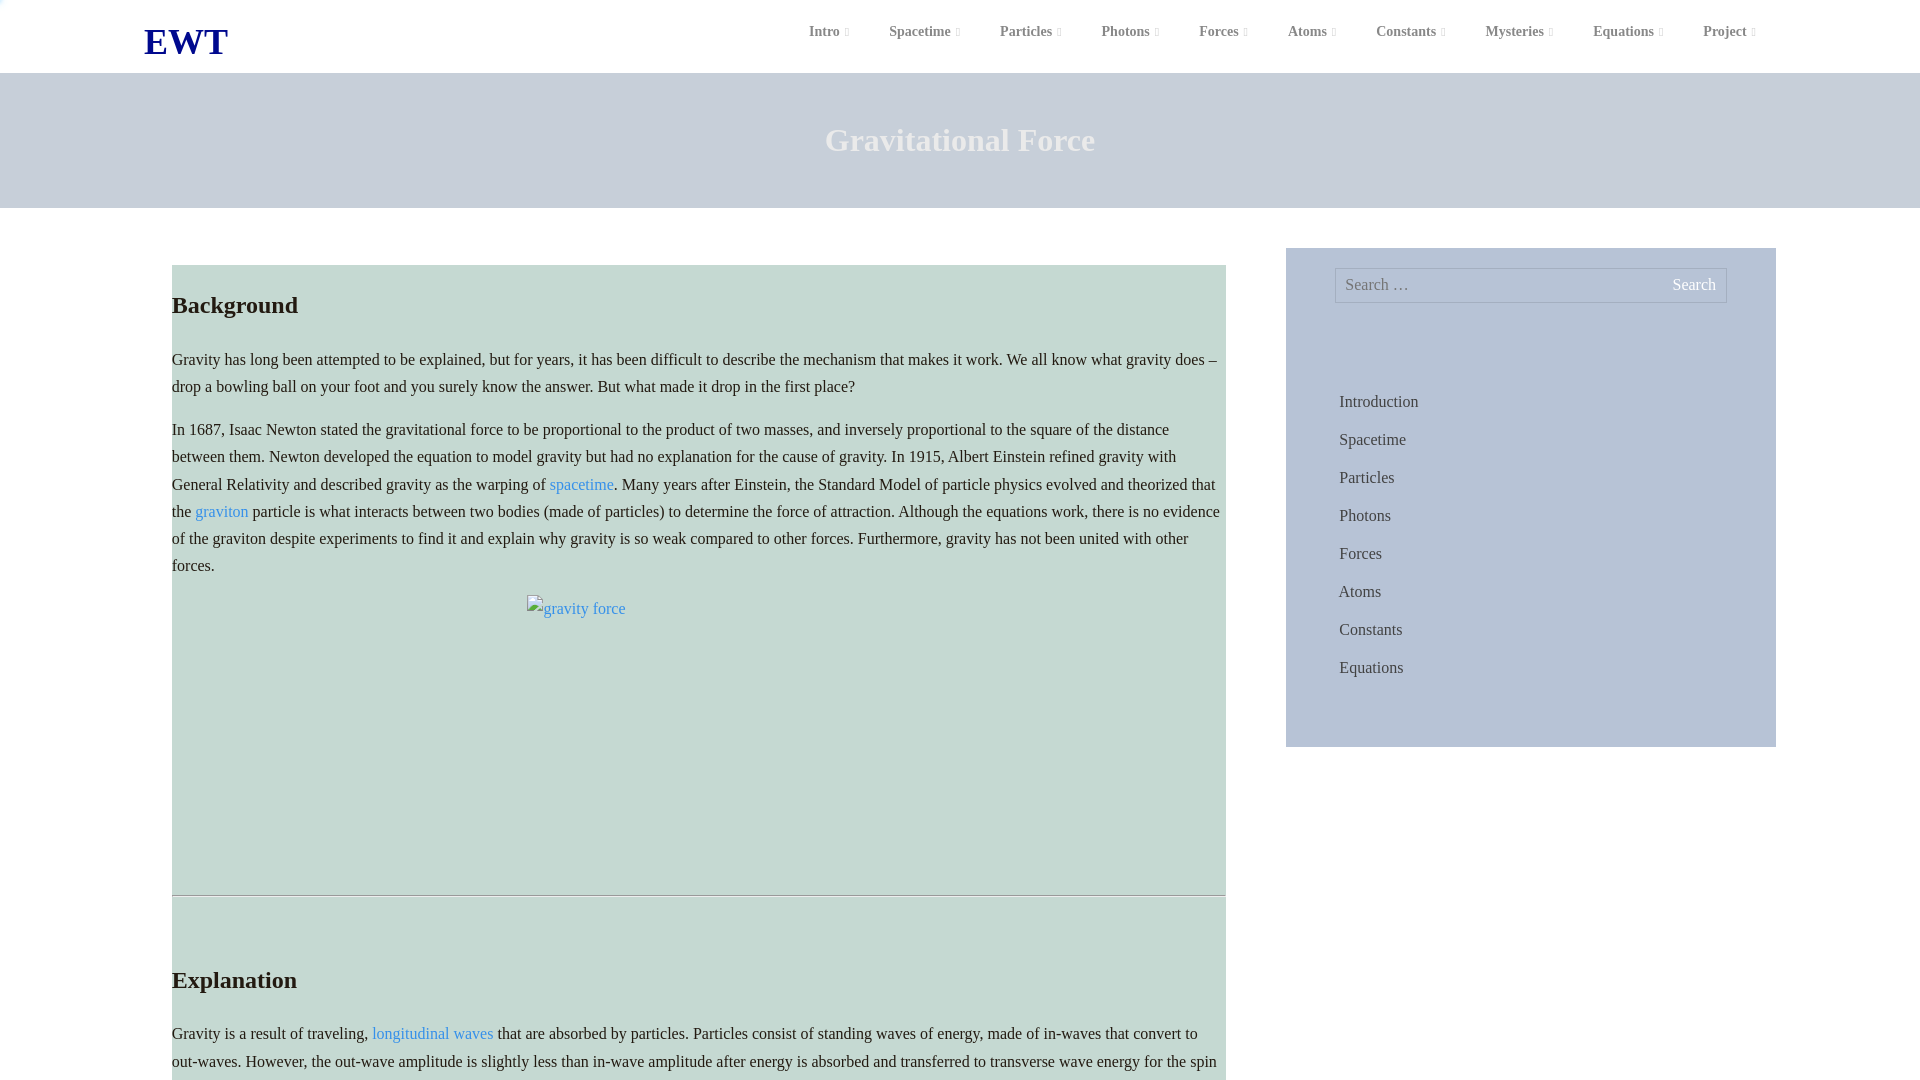 EWT
Intro
Spacetime
Particles
Photons
Forces
Atoms
Constants
Mysteries
Equations
Project
Gravitational Force
Background
Gravity has long been attempted to be explained, but for years, it has been difficult to describe the mechanism that makes it work. We all know what gravity does –
drop a bowling ball on your foot and you surely know the answer. But what made it drop in the first place?
In 1687, Isaac Newton stated the gravitational force to be proportional to the product of two masses, and inversely proportional to the square of the distance
between them. Newton developed the equation to model gravity but had no explanation for the cause of gravity. In 1915, Albert Einstein refined gravity with
General Relativity and described gravity as the warping of spacetime. Many years after Einstein, the Standard Model of particle physics evolved and theorized that
the graviton particle is what interacts between two bodies (made of particles) to determine the force of attraction. Although the equations work, there is no evidence
of the graviton despite experiments to find it and explain why gravity is so weak compared to other forces. Furthermore, gravity has not been united with other
forces.
gravity force
Explanation
Gravity is a result of traveling, longitudinal waves that are absorbed by particles. Particles consist of standing waves of energy, made of in-waves that convert to
out-waves. However, the out-wave amplitude is slightly less than in-wave amplitude after energy is absorbed and transferred to transverse wave energy for the spin
Search …
Search
Introduction
Spacetime
Particles
Photons
Forces
Atoms
Constants
Equations